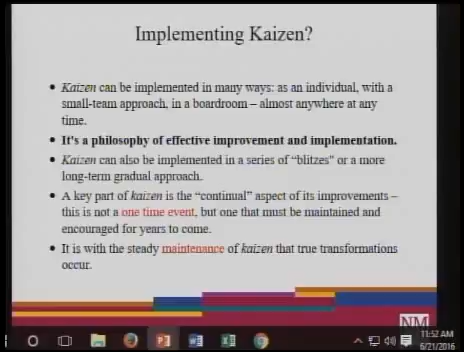 Implementing Kaizen?
• Kaizen can be implemented in many ways: as an individual, with a
small-team approach, in a boardroom – almost anywhere at any
time.
• It's a philosophy of effective improvement and implementation.
• Kaizen can also be implemented in a series of “blitzes” or a more
long-term gradual approach.
• A key part of kaizen is the “continual” aspect of its improvements –
this is not a one time event, but one that must be maintained and
encouraged for years to come.
• It is with the steady maintenance of kaizen that true transformations
occur.
NM
11:52 AM
6/21/2016